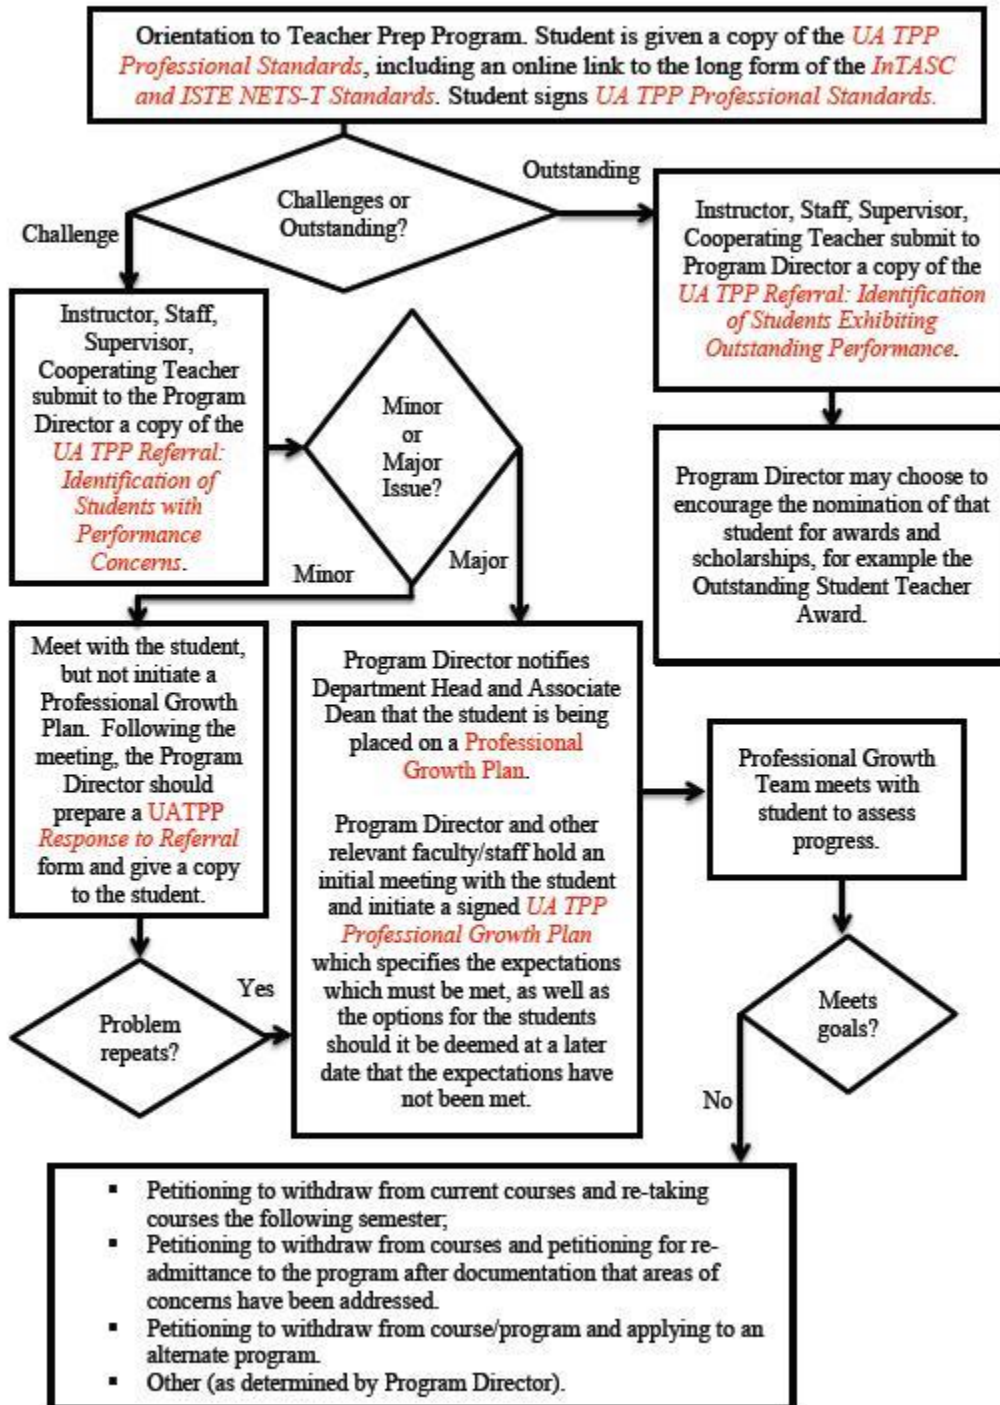 Orientation to Teacher Prep Program. Student is given a copy of the UA TPP
Professional Standards, including an online link to the long form of the InTASC
and ISTE NETS-T Standards. Student signs UA TPP Professional Standards.
Challenges or
Outstanding?
Outstanding
Challenge
Instructor, Staff, Supervisor,
Cooperating Teacher submit to
Program Director a copy of the
UA TPP Referral: Identification
of Students Exhibiting
Outstanding Performance.
Instructor, Staff,
Supervisor,
Cooperating Teacher
submit to the Program
Director a copy of the
UA TPP Referral:
Identification of
Students with
Performance
Concerns.
Minor
or
Major
Issue?
Minor
Major
Program Director may choose to
encourage the nomination of that
student for awards and
scholarships, for example the
Outstanding Student Teacher
Award.
Meet with the student,
but not initiate a
Professional Growth
Plan. Following the
meeting, the Program
Director should
prepare a UATPP
Response to Referral
form and give a copy
to the student.
Problem
repeats?
Yes
Program Director notifies
Department Head and Associate
Dean that the student is being
placed on a Professional
Growth Plan.
Program Director and other
relevant faculty/staff hold an
initial meeting with the student
and initiate a signed UA TPP
Professional Growth Plan
which specifies the expectations
which must be met, as well as
the options for the students
should it be deemed at a later
date that the expectations have
not been met.
Professional Growth
Team meets with
student to assess
progress.
Meets
goals?
No
▪ Petitioning to withdraw from current courses and re-taking
courses the following semester;
▪ Petitioning to withdraw from courses and petitioning for re-
admittance to the program after documentation that areas of
concerns have been addressed.
▪ Petitioning to withdraw from course/program and applying to an
alternate program.
▪ Other (as determined by Program Director).